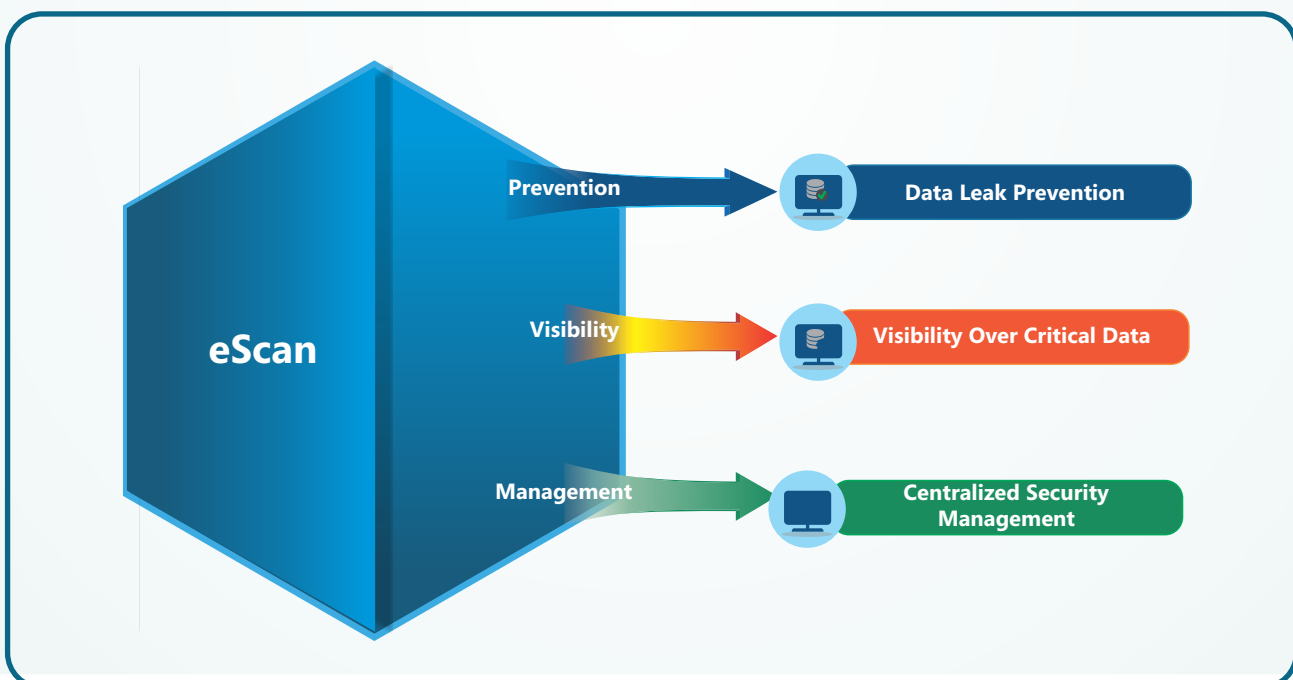 eScan
Prevention
Data Leak Prevention
Visibility
Visibility Over Critical Data
Management
Centralized Security
Management